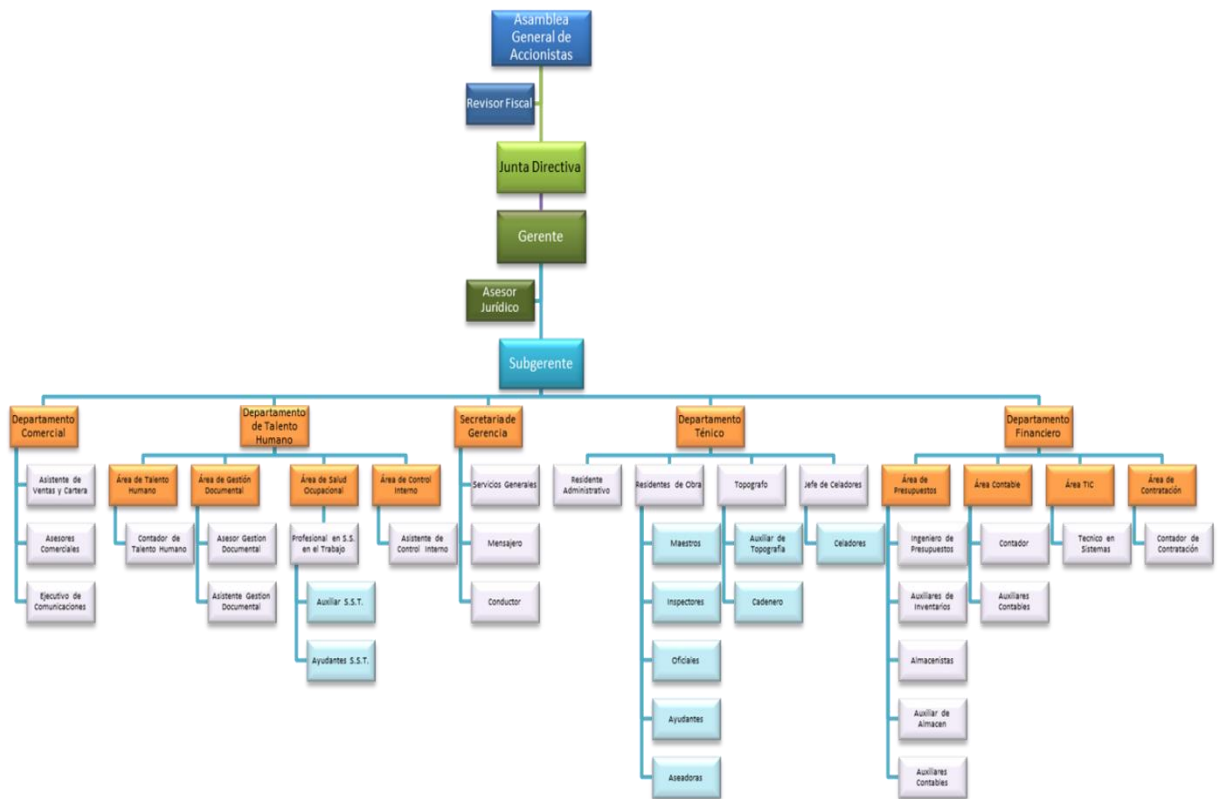 Asamblea
General de
Accionistas
Revisor Fiscal
Junta Directiva
Gerente
Asesor
Jurídico
Subgerente
Departamento
Comercial
Departamento
de Talento
Humano
Secretaria de
Gerencia
Departamento
Ténico
Departamento
Financiero
Asistente de
Ventas y Cartera
Área de Talento
Humano
Área de Gestión
Documental
Área de Salud
Ocupacional
Área de Control
Interno
Servicios Generales
Residente
Administrativo
Residentes de Obra
Topografo
Jefe de Celadores
Área de
Presupuestos
Área Contable
Área TIC
Área de
Contratación
Asesores
Comerciales
Contador de
Talento Humano
Asesor Gestion
Documental
Profesional en S.S.
en el Trabajo
Asistente de
Control Interno
Mensajero
Maestros
Auxiliar de
Topografía
Celadores
Ingeniero de
Presupuestos
Contador
Tecnico en
Sistemas
Contador de
Contratación
Ejecutivo de
Comunicaciones
Asistente Gestion
Documental
Auxiliar S.S.T.
Conductor
Inspectores
Cadenero
Auxiliares de
Inventarios
Auxiliares
Contables
Ayudantes S.S.T.
Oficiales
Almacenistas
Ayudantes
Auxiliar de
Almacen
Aseadoras
Auxiliares
Contables